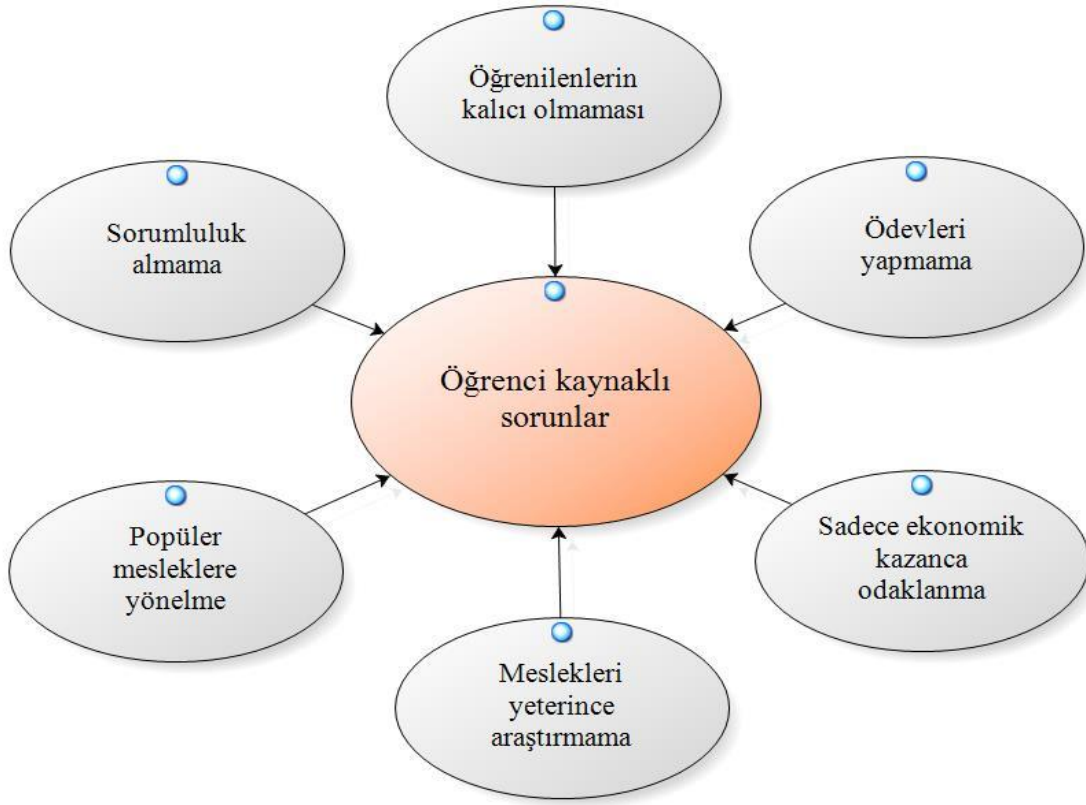 Öğrenilenlerin
kalıcı olmaması
Sorumluluk
almama
Ödevleri
yapmama
Öğrenci kaynaklı
sorunlar
Popüler
mesleklere
yönelme
Sadece ekonomik
kazanca
odaklanma
Meslekleri
yeterince
araştırmama